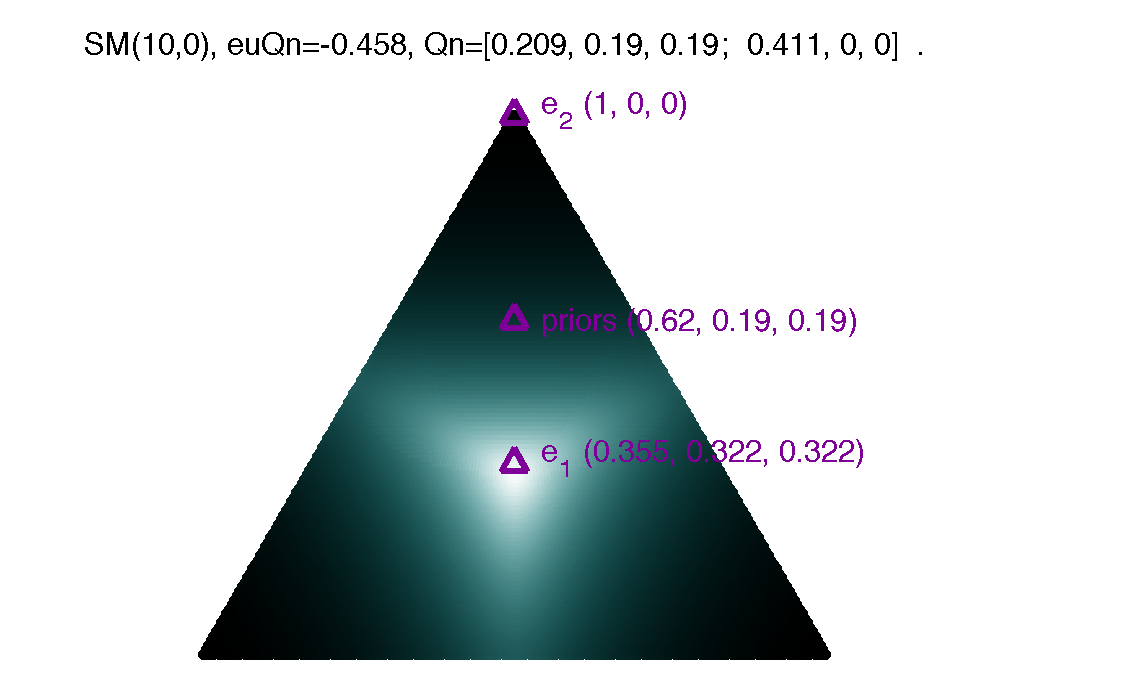 SM(10,0), euQn=-0.458, Qn=[0.209, 0.19, 0.19; 0.411, 0, 0] .
e₂ (1, 0, 0)
priors (0.62, 0.19, 0.19)
e₁ (0.355, 0.322, 0.322)